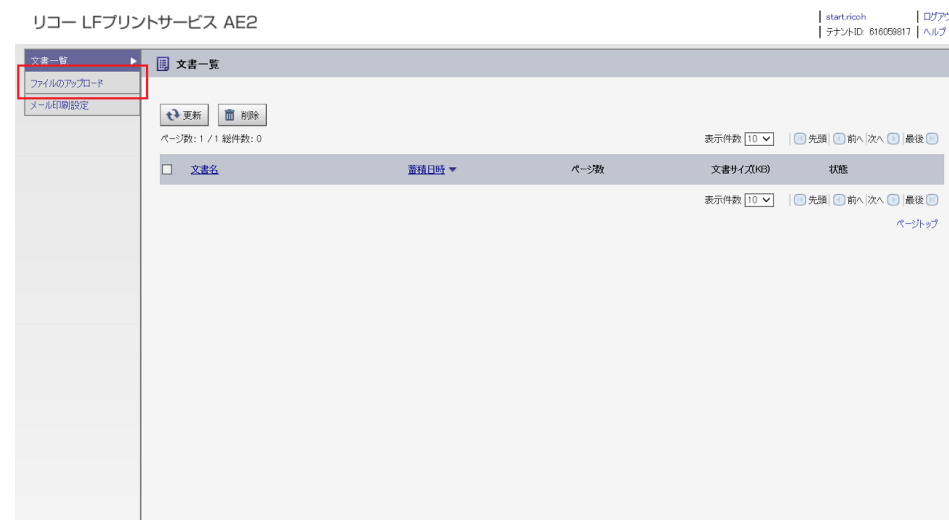 リコー LFプリントサービス AE2
start.ricoh
ログアウ
テナントID: 616059817
ヘルプ
文書一覧
ファイルのアップロード
メール印刷設定
文書一覧
更新 削除
ページ数: 1 / 1 総件数: 0
表示件数 10 先頭 前へ 次へ 最後
文書名 蓄積日時 ページ数 文書サイズ(KB) 状態
表示件数 10 先頭 前へ 次へ 最後
ページトップ